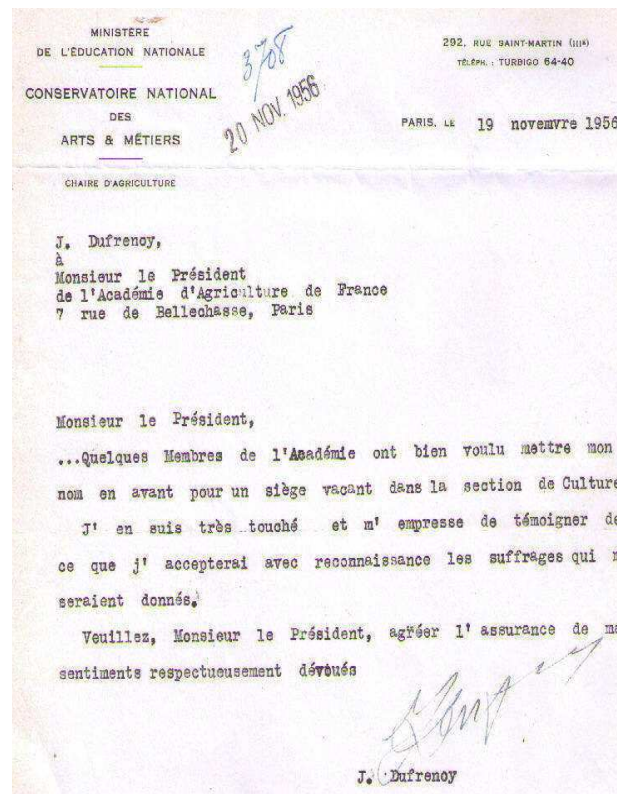 MINISTÈRE
DE L'ÉDUCATION NATIONALE
CONSERVATOIRE NATIONAL
DES
ARTS & MÉTIERS
CHAIRE D'AGRICULTURE
3708
20 NOV. 1956
292, RUE SAINT-MARTIN (IIIe)
TÉLÉPH. : TURBIGO 64-40
PARIS, LE 19 novemvre 1956
J. Dufrenoy,
à
Monsieur le Président
de l'Académie d'Agriculture de France
7 rue de Bellechasse, Paris
Monsieur le Président,
...Quelques Membres de l'Académie ont bien voulu mettre mon
nom en avant pour un siège vacant dans la section de Culture
J' en suis très touché et m' empresse de témoigner de
ce que j' accepterai avec reconnaissance les suffrages qui m
seraient donnés.
Veuillez, Monsieur le Président, agréer l' assurance de
sentiments respectueusement dévoués
J. Dufrenoy